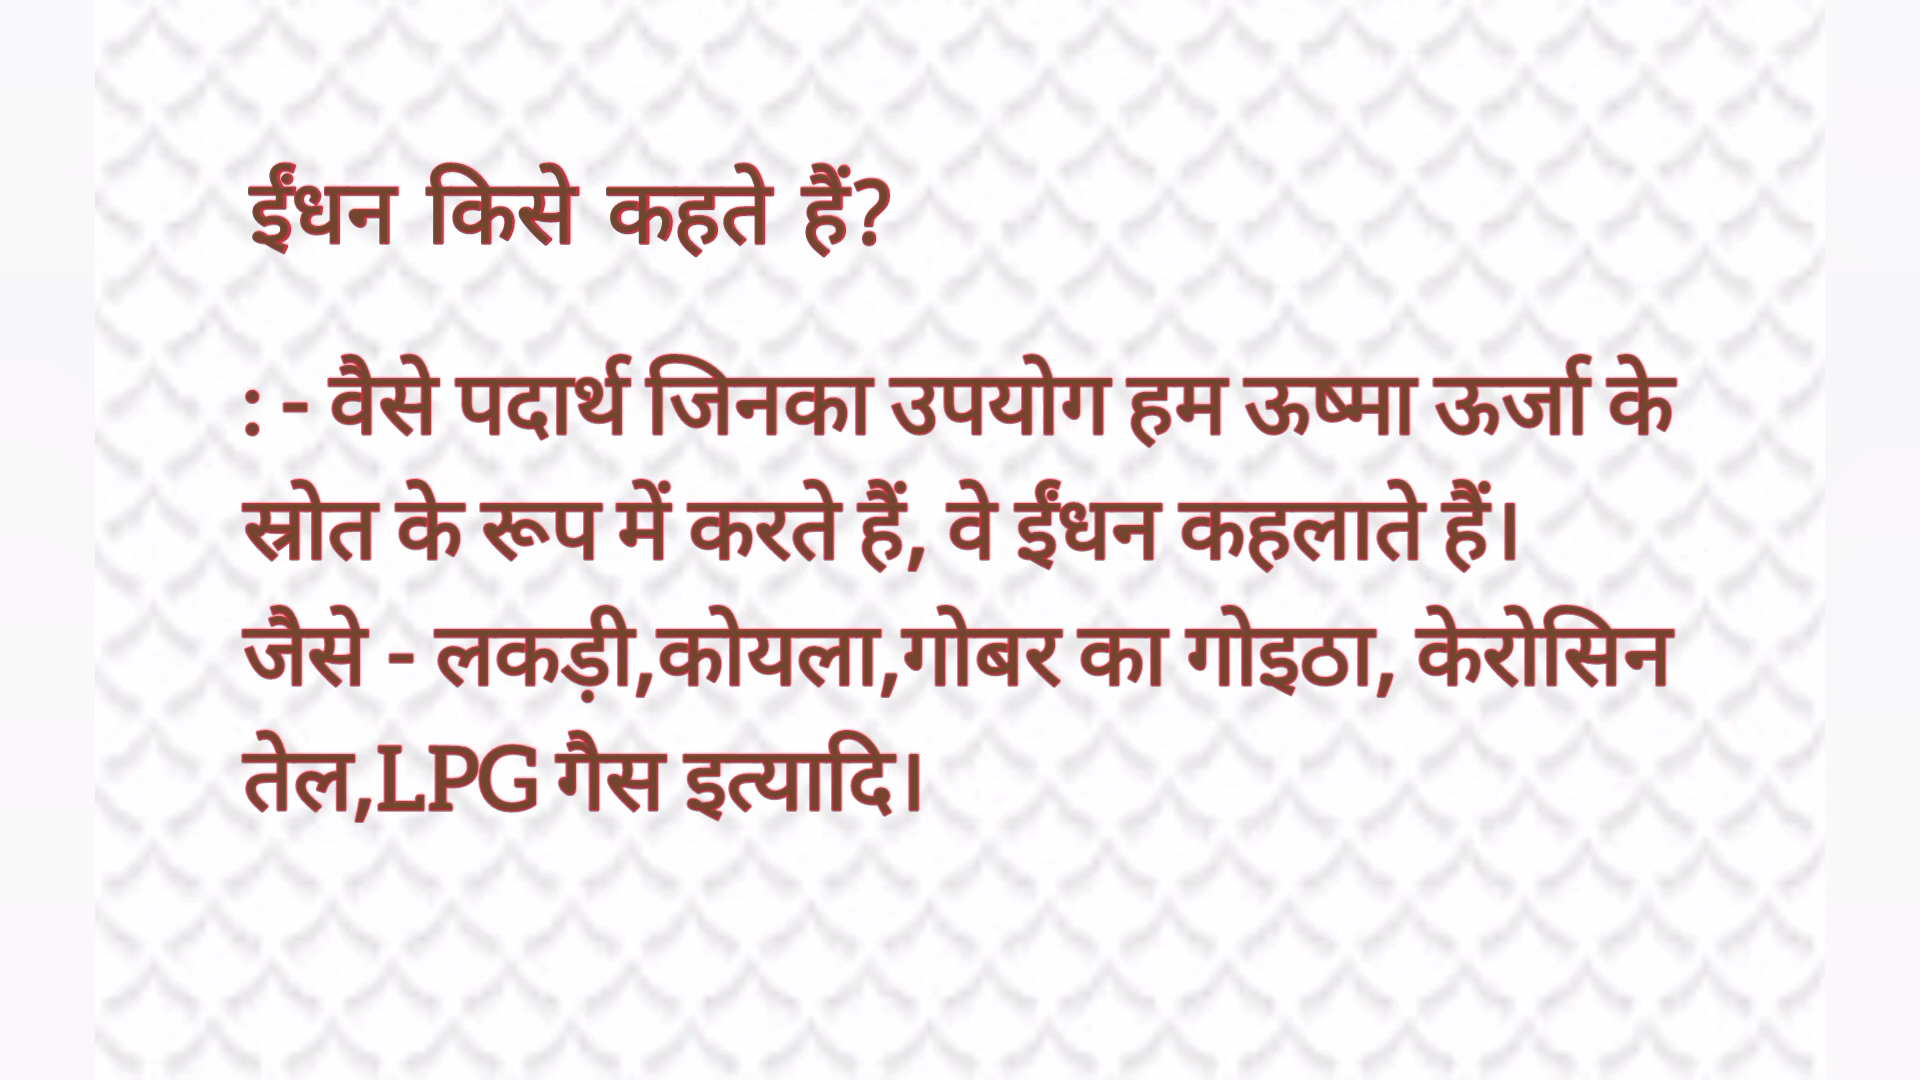 ईंधन किसे कहते हैं?
: - वैसे पदार्थ जिनका उपयोग हम ऊष्मा ऊर्जा के
स्रोत के रूप में करते हैं, वे ईंधन कहलाते हैं।
जैसे - लकड़ी,कोयला,गोबर का गोइठा, केरोसिन
तेल,LPG गैस इत्यादि।